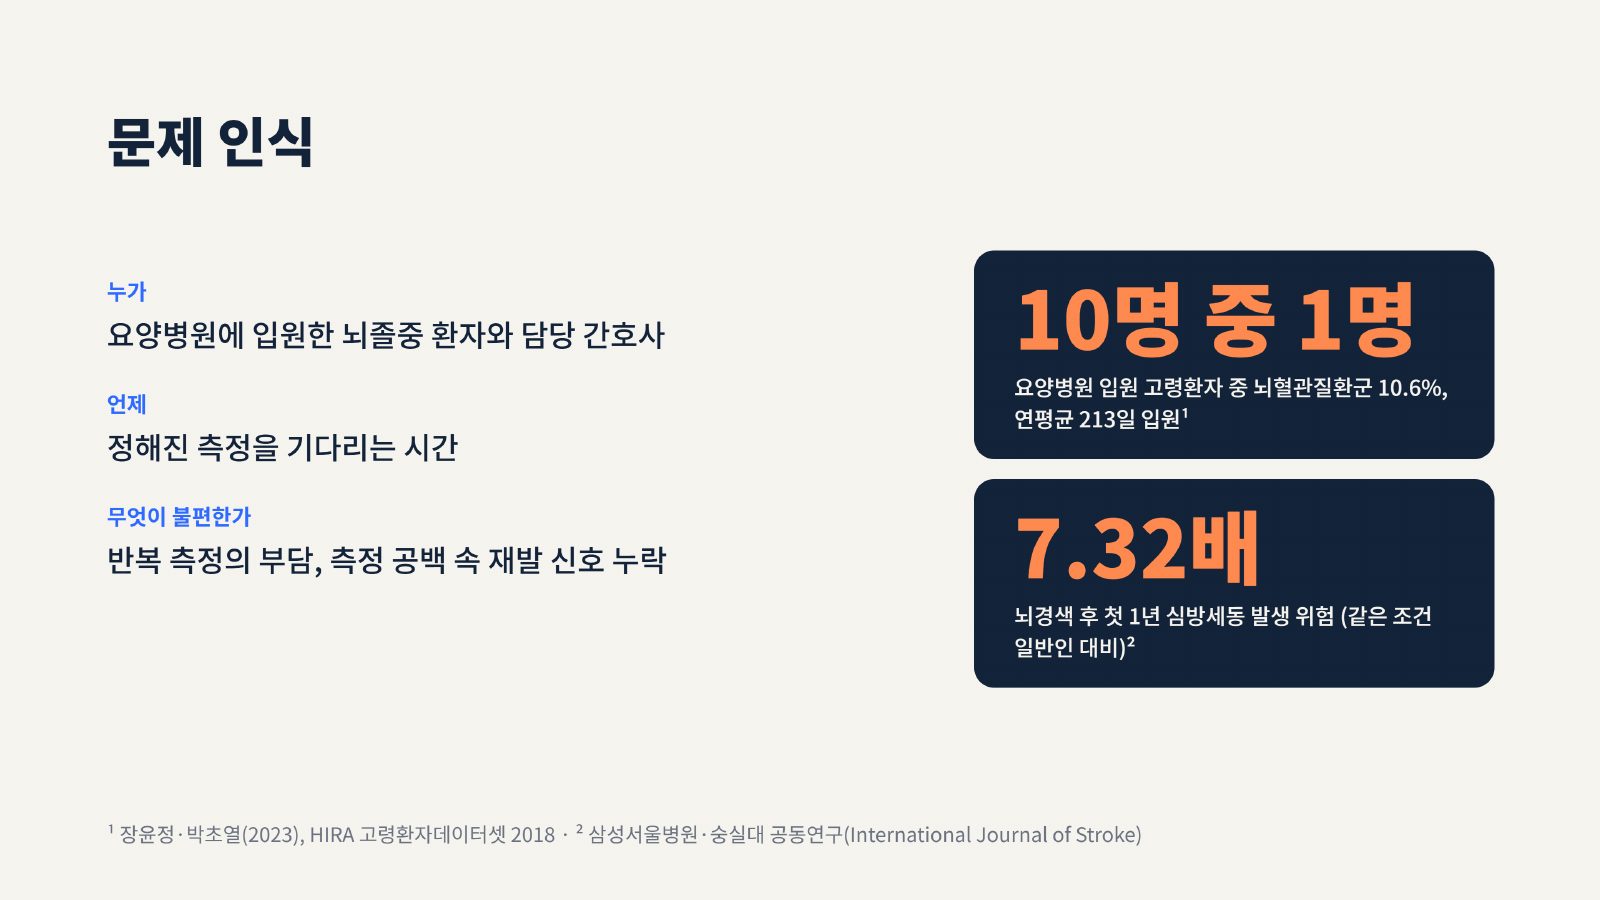 문제 인식
누가
요양병원에 입원한 뇌졸중 환자와 담당 간호사
언제
정해진 측정을 기다리는 시간
무엇이 불편한가
반복 측정의 부담, 측정 공백 속 재발 신호 누락
10명 중 1명
요양병원 입원 고령환자 중 뇌혈관질환군 10.6%,
연평균 213일 입원¹
7.32배
뇌경색 후 첫 1년 심방세동 발생 위험 (같은 조건
일반인 대비)²
¹ 장윤정·박초열(2023), HIRA 고령환자데이터셋 2018 · ² 삼성서울병원·숭실대 공동연구(International Journal of Stroke)